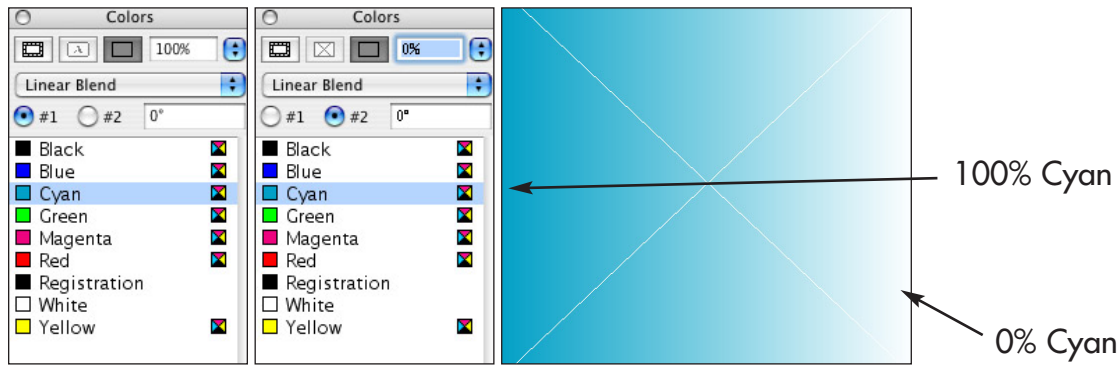 Colors
A
100%
Linear Blend
#1 #2 0°
Black
Blue
Cyan
Green
Magenta
Red
Registration
White
Yellow
Colors
0%
Linear Blend
#1 #2 0°
Black
Blue
Cyan
Green
Magenta
Red
Registration
White
Yellow
100% Cyan
0% Cyan